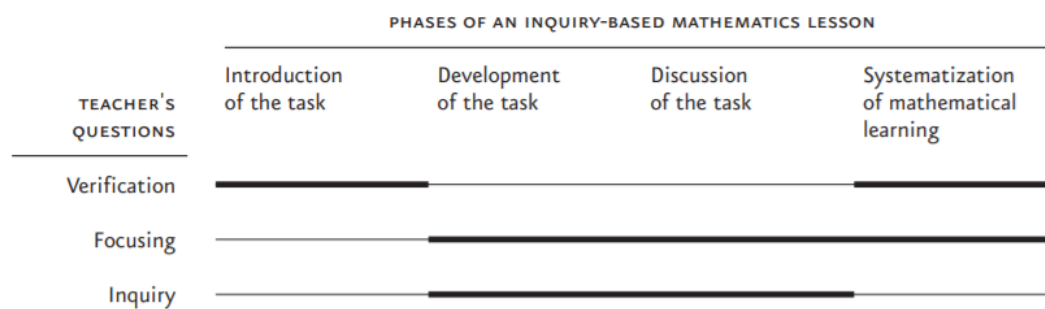 PHASES OF AN INQUIRY-BASED MATHEMATICS LESSON
TEACHER'S
QUESTIONS
Introduction
of the task
Development
of the task
Discussion
of the task
Systematization
of mathematical
learning
Verification
Focusing
Inquiry